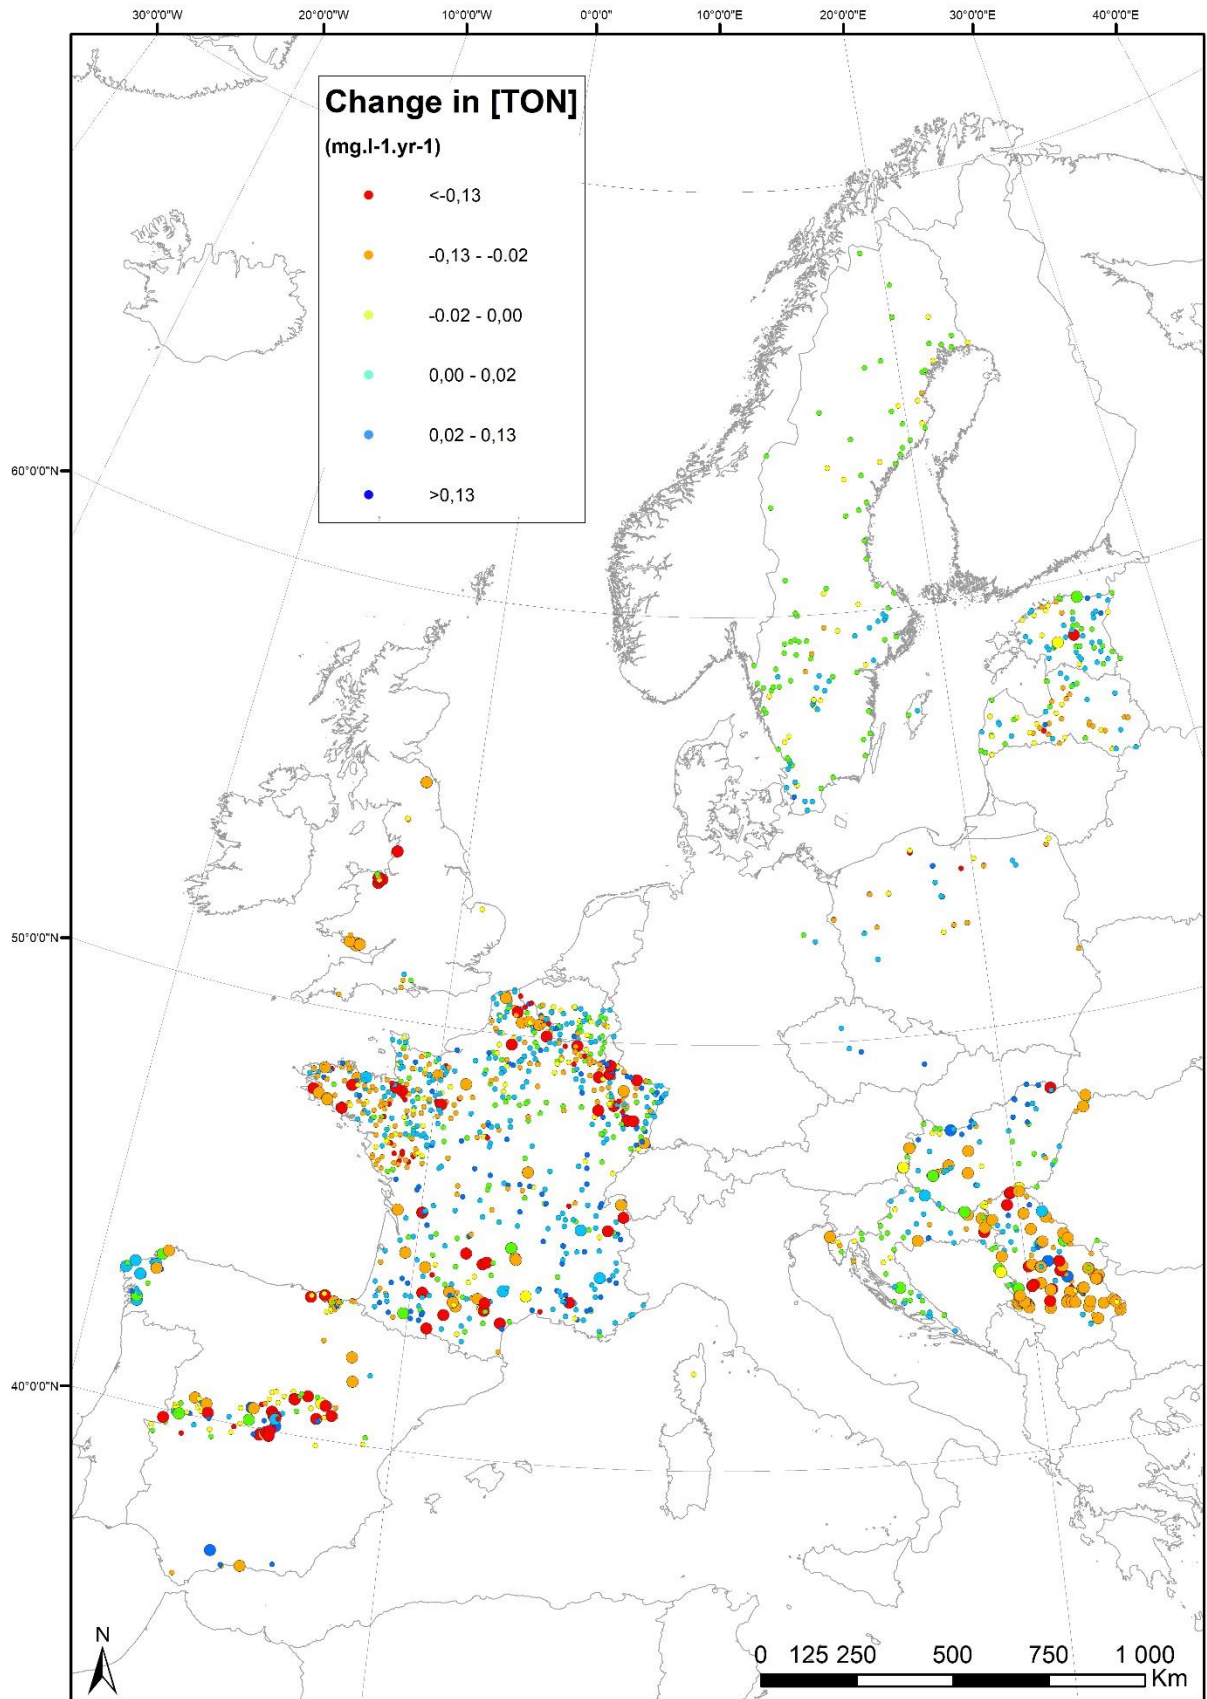 30°0'0"W 20°0'0"W 10°0'0"W 0°0'0" 10°0'0"E 20°0'0"E 30°0'0"E 40°0'0"E
Change in [TON]
(mg.l-1.yr-1)
<-0,13
-0,13 - -0.02
-0.02 - 0,00
0,00 - 0,02
0,02 - 0,13
>0,13
60°0'0"N
50°0'0"N
40°0'0"N
N
0 125 250 500 750 1 000
Km